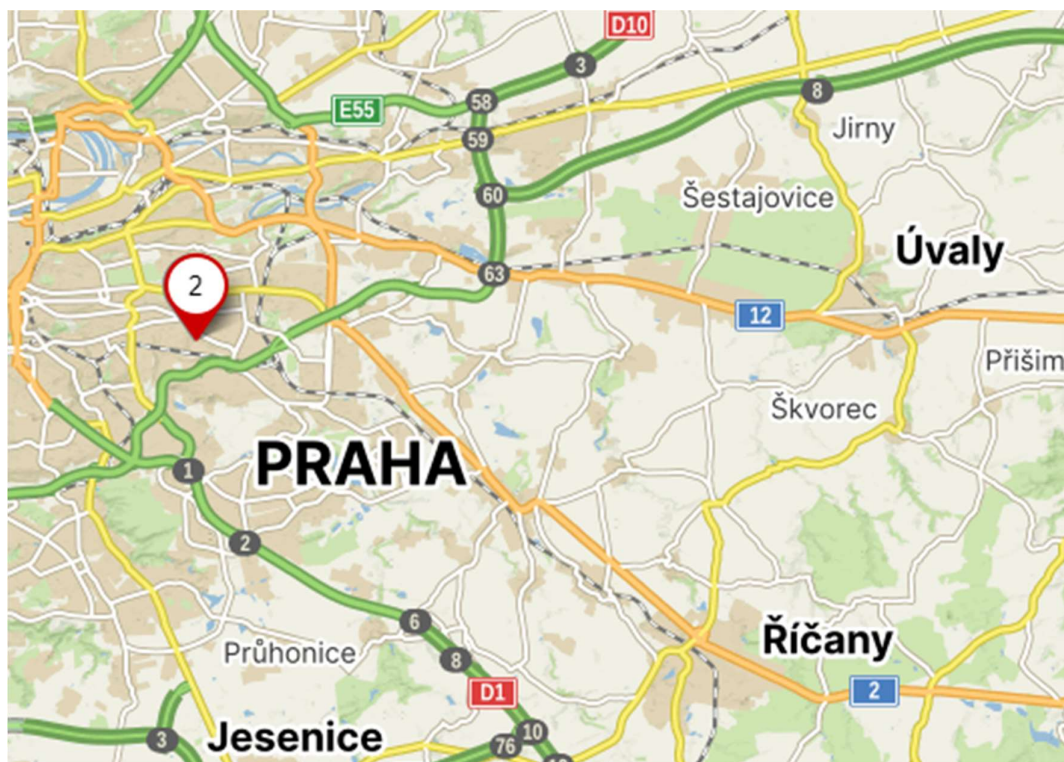 D10
3
58
E55
8
59
Jirny
60
Šestajovice
Úvaly
63
2
12
Přišim
Škvorec
PRAHA
1
2
6
Říčany
Průhonice
8
D1
2
10
Jesenice
3
76